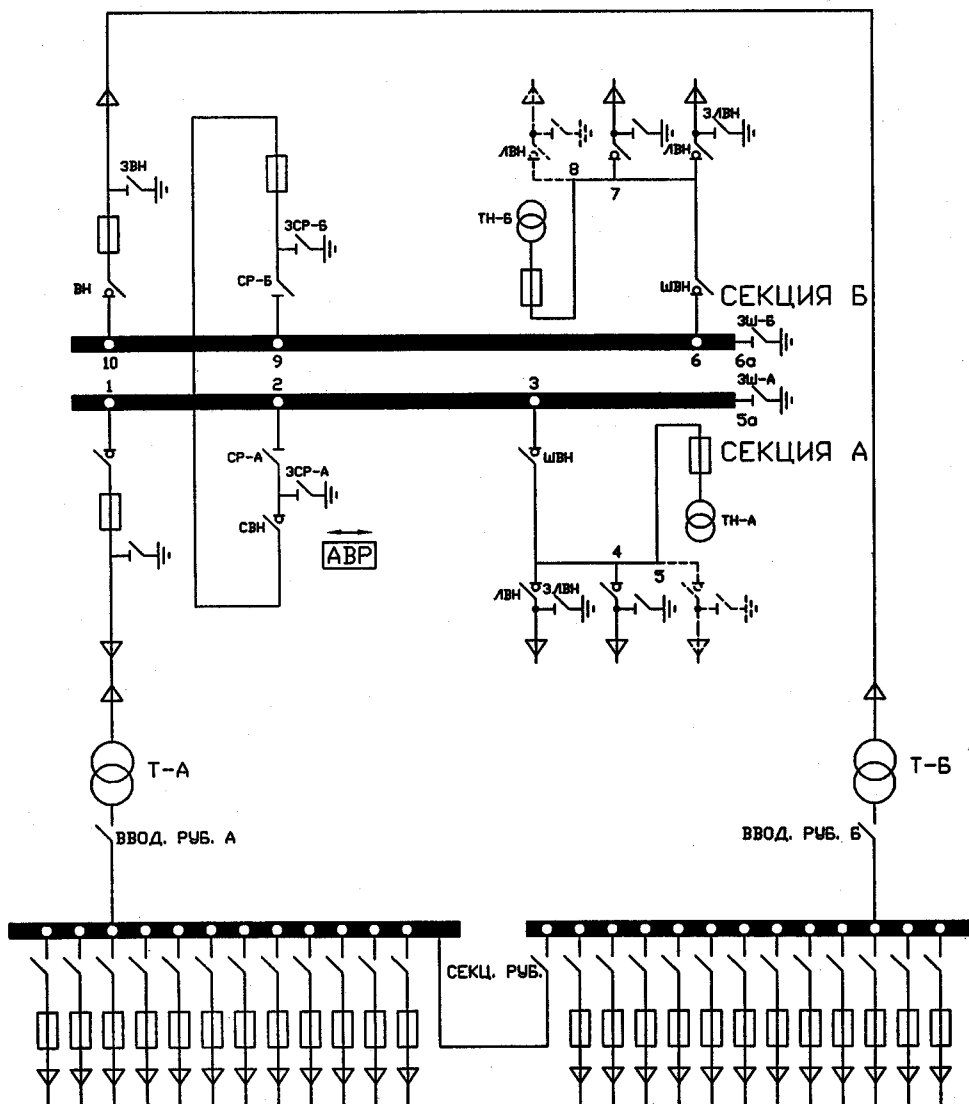 ЗЛВН
ЛВН
ЛВН
8
7
ЗВН
ТН-Б
ЗСР-Б
СР-Б
ВН
ШВН
СЕКЦИЯ Б
ЗШ-Б
10
9
6
6а
1
2
3
ЗШ-А
5а
СР-А
ШВН
СЕКЦИЯ А
ЗСР-А
СВН
ТН-А
АВР
4
5
ЛВН
ЗЛВН
Т-А
Т-Б
ВВОД. РУБ. А
ВВОД. РУБ. Б
СЕКЦ. РУБ.